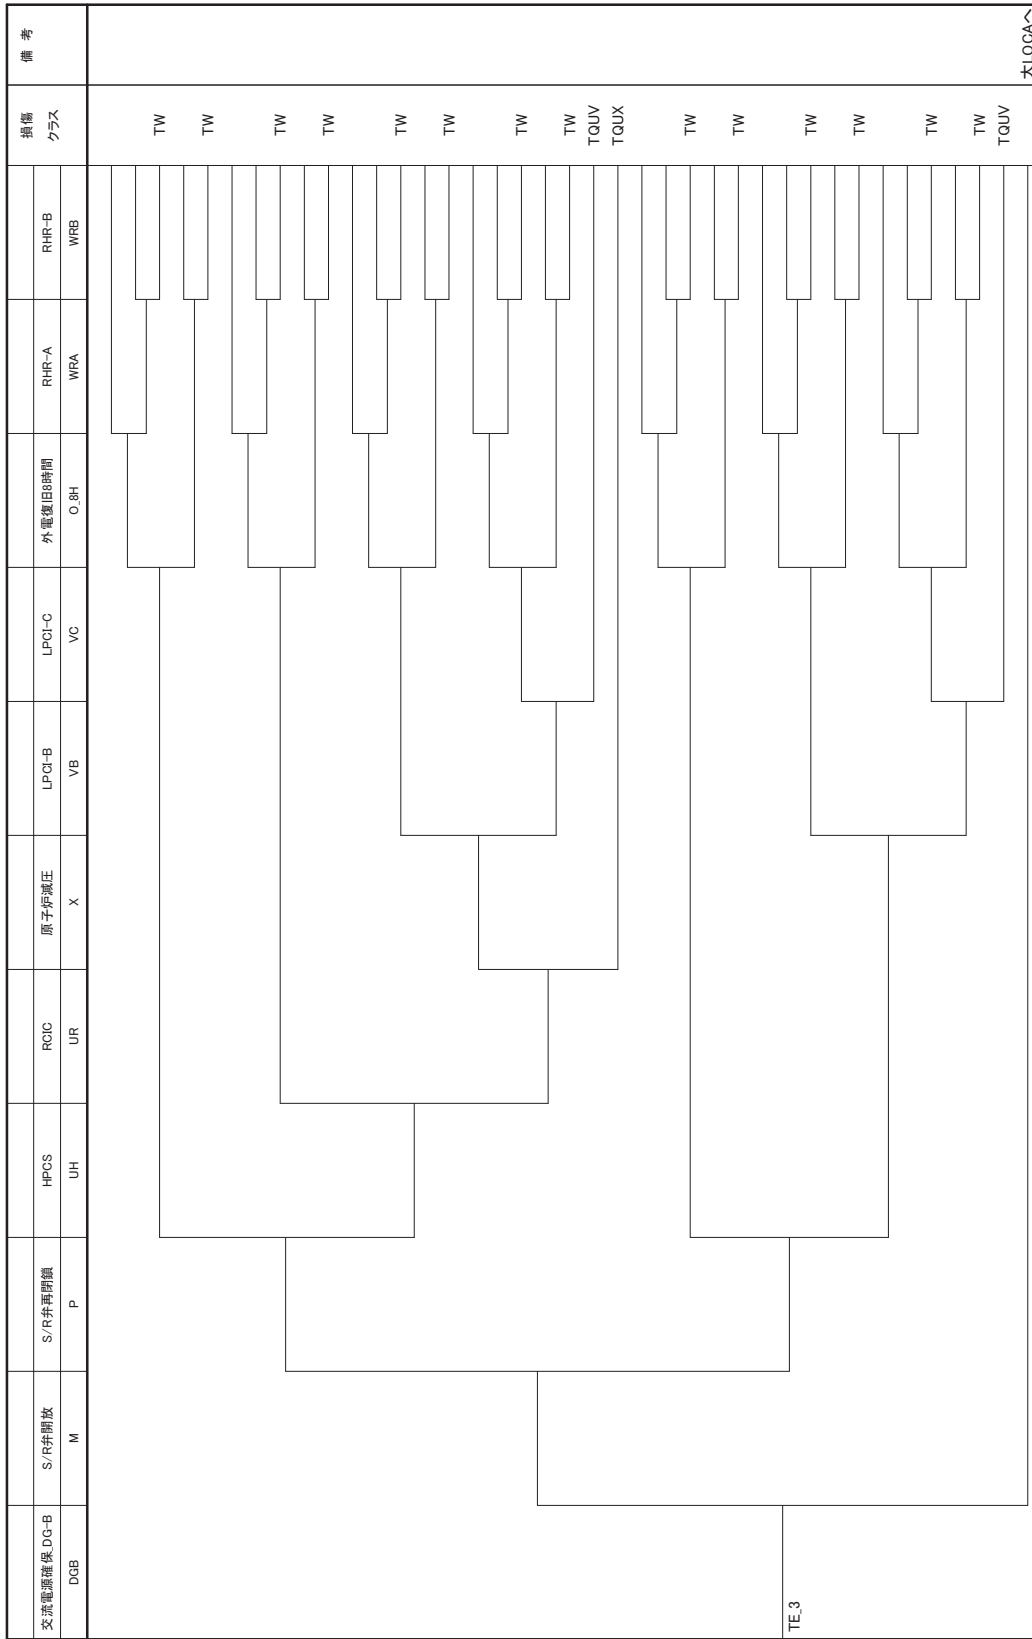 交流電源確保_DG-B
S/R弁開放
S/R弁再閉鎖
HPCS
RCIC
原子炉減圧
LPCI-B
LPCI-C
外電復旧8時間
RHR-A
RHR-B
損傷
クラス
備 考
DGB
M
P
UH
UR
X
VB
VC
O_8H
WRA
WRB
TW
TW
TW
TW
TW
TW
TW
TW
TQUV
TQUX
TW
TW
TW
TW
TW
TW
TQUV
大LOCAへ
TE_3